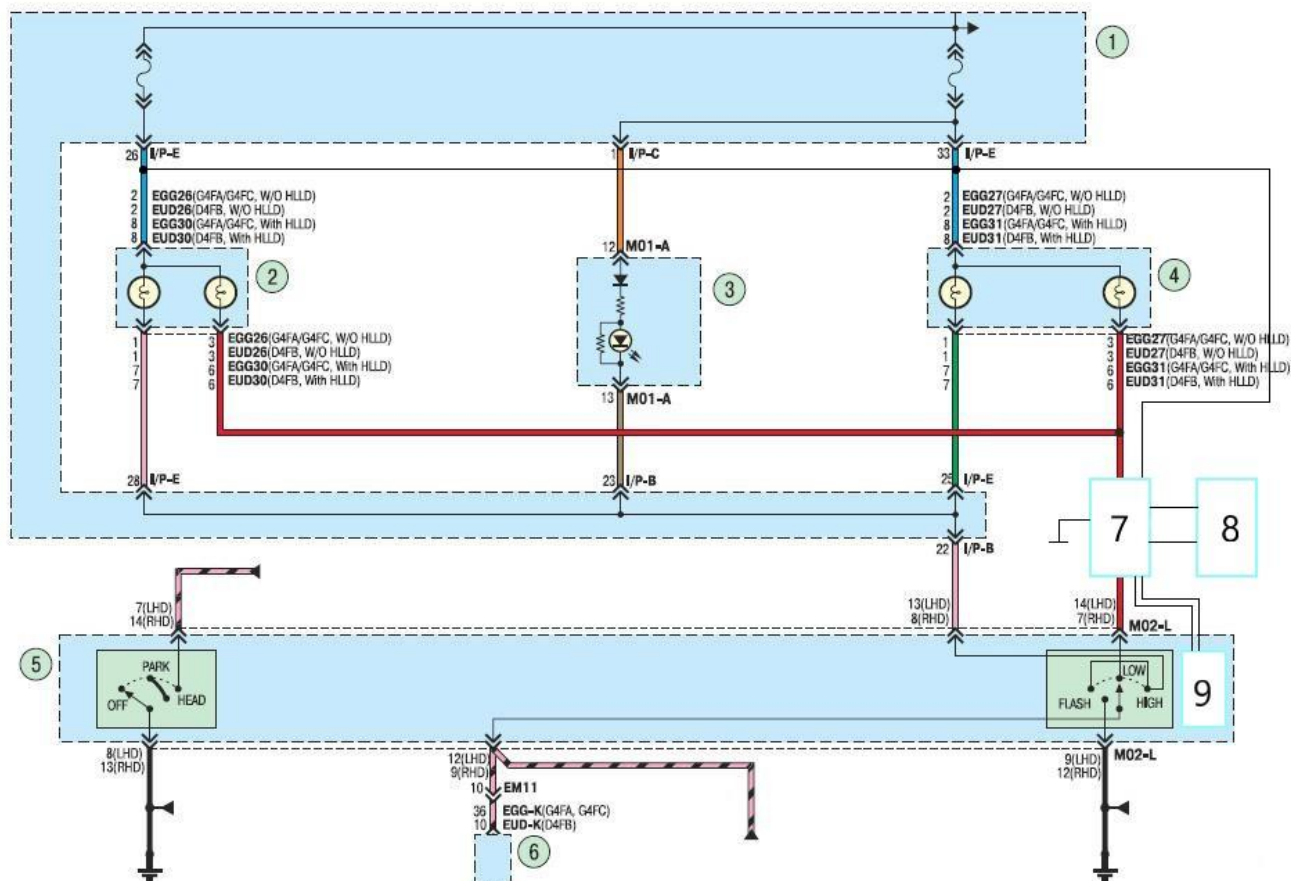 1
26 I/P-E
1 I/P-C
33 I/P-E
2 EGG26(G4FA/G4FC, W/O HLLD)
2 EUD26(D4FB, W/O HLLD)
8 EGG30(G4FA/G4FC, With HLLD)
8 EUD30(D4FB, With HLLD)
2 EGG27(G4FA/G4FC, W/O HLLD)
2 EUD27(D4FB, W/O HLLD)
8 EGG31(G4FA/G4FC, With HLLD)
8 EUD31(D4FB, With HLLD)
12 M01-A
2
3
4
1 3 EGG26(G4FA/G4FC, W/O HLLD)
1 3 EUD26(D4FB, W/O HLLD)
7 6 EGG30(G4FA/G4FC, With HLLD)
7 6 EUD30(D4FB, With HLLD)
1 3 EGG27(G4FA/G4FC, W/O HLLD)
1 3 EUD27(D4FB, W/O HLLD)
7 6 EGG31(G4FA/G4FC, With HLLD)
7 6 EUD31(D4FB, With HLLD)
13 M01-A
28 I/P-E
23 I/P-B
25 I/P-E
7
8
22 I/P-B
7(LHD)
14(RHD)
13(LHD)
8(RHD)
14(LHD)
7(RHD)
M02-L
5
PARK
OFF
HEAD
LOW
FLASH
HIGH
9
8(LHD)
13(RHD)
12(LHD)
9(RHD)
9(LHD)
12(RHD)
M02-L
10 EM11
36 EGG-K(G4FA, G4FC)
10 EUD-K(D4FB)
6